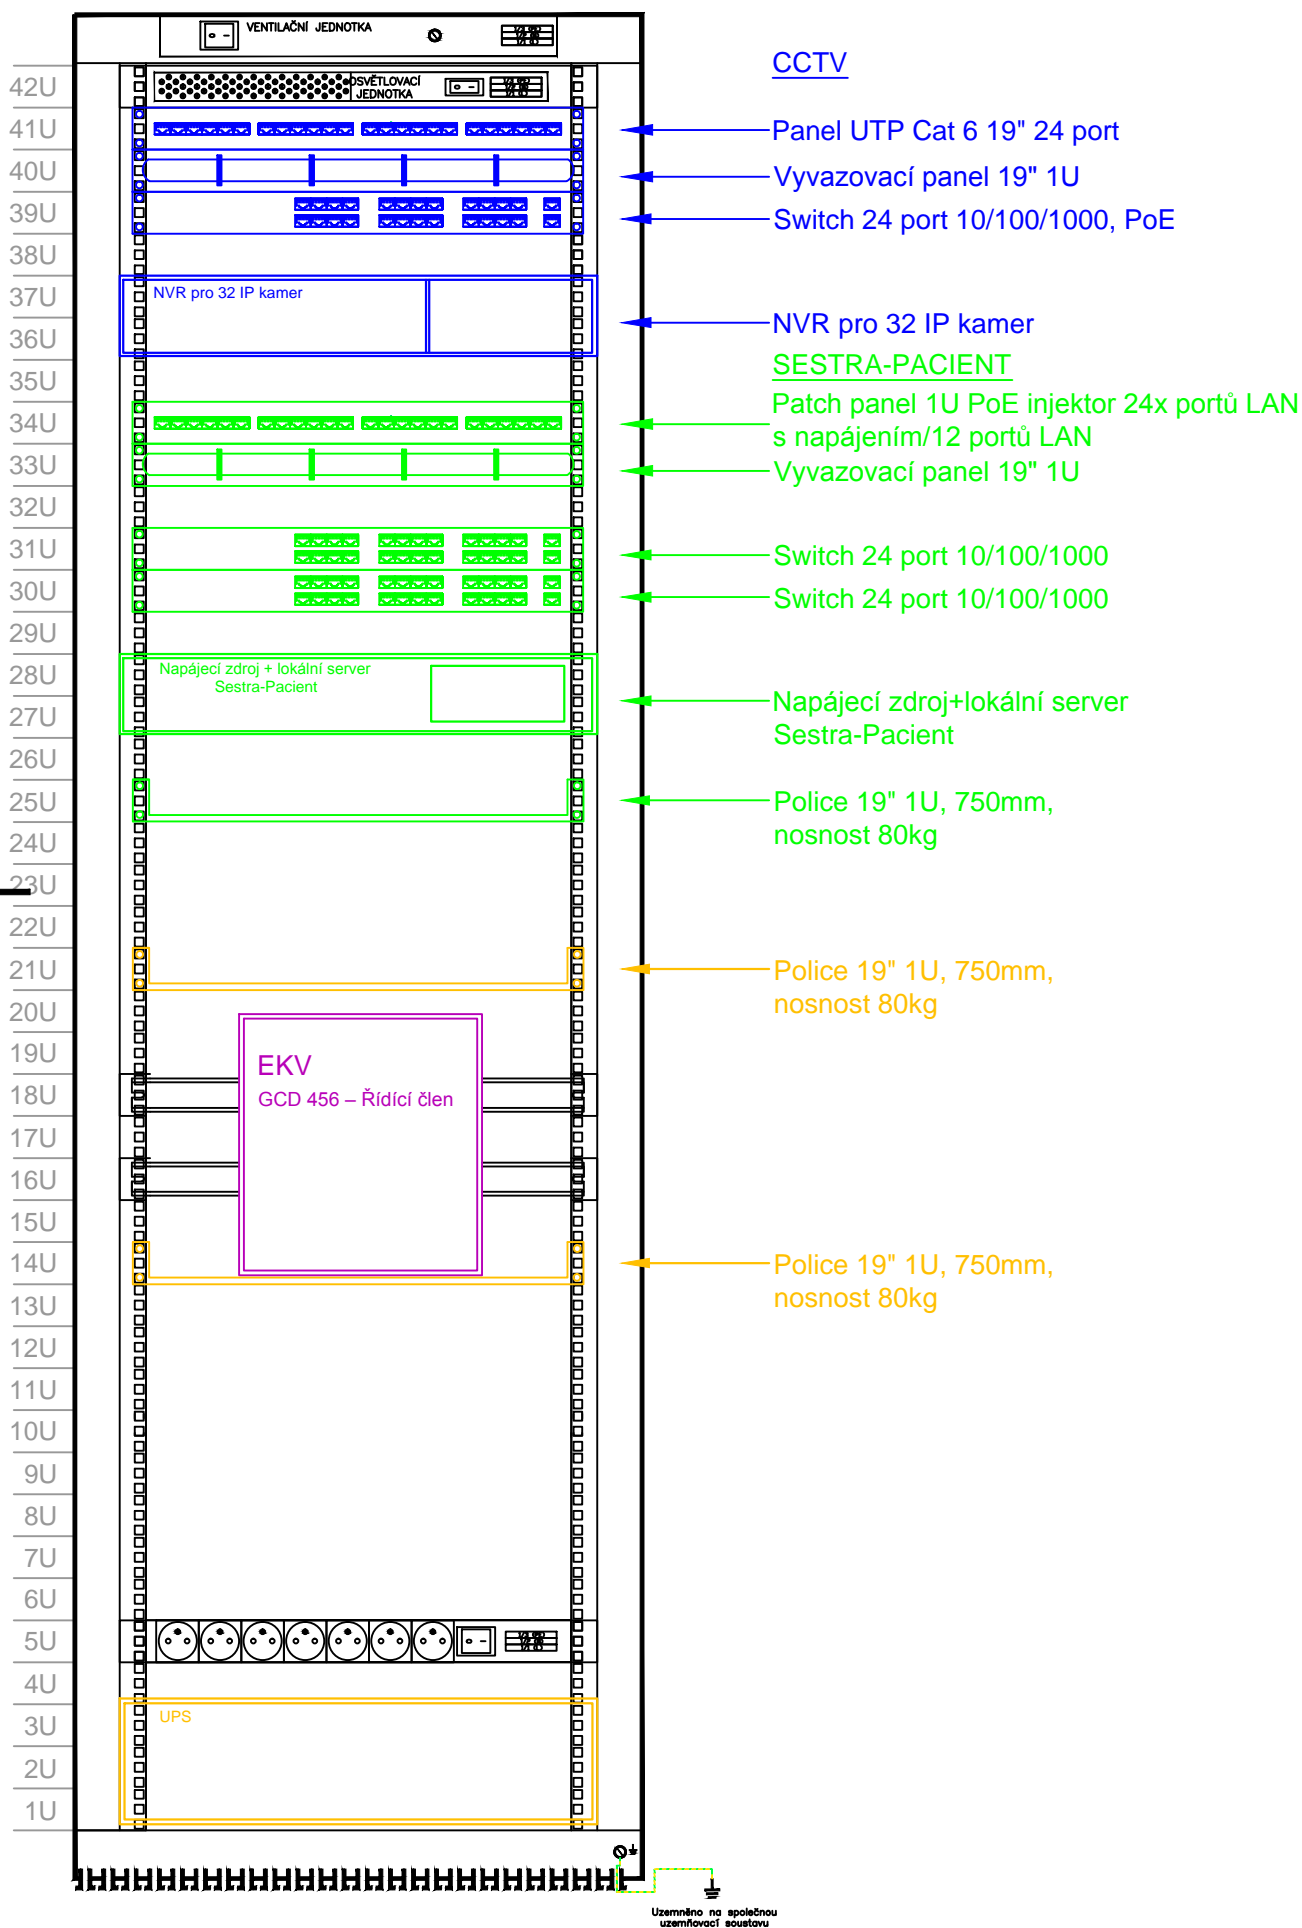 VENTILAČNÍ JEDNOTKA
OSVĚTLOVACÍ
JEDNOTKA
CCTV
42U
41U
Panel UTP Cat 6 19" 24 port
40U
Vyvazovací panel 19" 1U
39U
Switch 24 port 10/100/1000, PoE
38U
37U
NVR pro 32 IP kamer
36U
NVR pro 32 IP kamer
35U
SESTRA-PACIENT
34U
Patch panel 1U PoE injektor 24x portů LAN
s napájením/12 portů LAN
33U
Vyvazovací panel 19" 1U
32U
31U
Switch 24 port 10/100/1000
30U
Switch 24 port 10/100/1000
29U
28U
Napájecí zdroj + lokální server
Sestra-Pacient
27U
Napájecí zdroj+lokální server
Sestra-Pacient
26U
25U
Police 19" 1U, 750mm,
nosnost 80kg
24U
23U
22U
21U
Police 19" 1U, 750mm,
nosnost 80kg
20U
19U
EKV
18U
GCD 456 – Řídící člen
17U
16U
15U
14U
Police 19" 1U, 750mm,
nosnost 80kg
13U
12U
11U
10U
9U
8U
7U
6U
5U
4U
3U
UPS
2U
1U
Uzemněno na společnou
uzemňovací soustavu